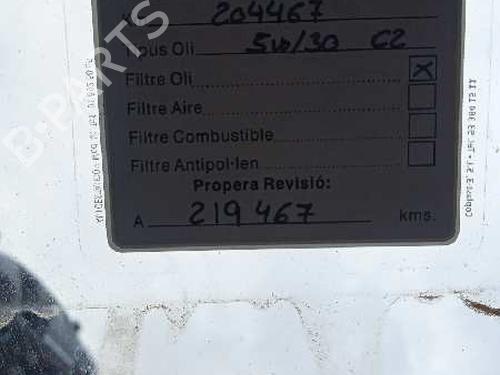 204467
Tipus Oli 5w/30 C2
Filtre Oli X
Filtre Aire
Filtre Combustible
Filtre Antipol·len
Propera Revisió:
A 219467 kms.
B-PARTS